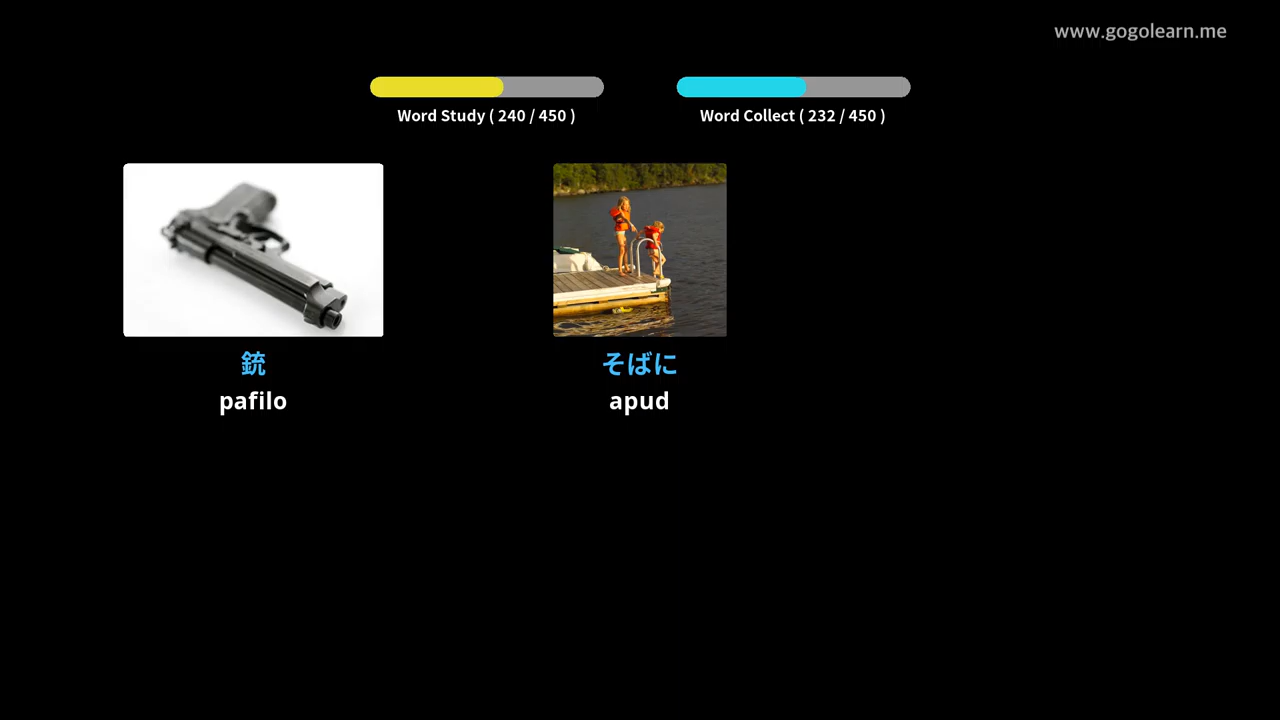 www.gogolearn.me
Word Study ( 240 / 450 )
Word Collect ( 232 / 450 )
銃
pafilo
そばに
apud